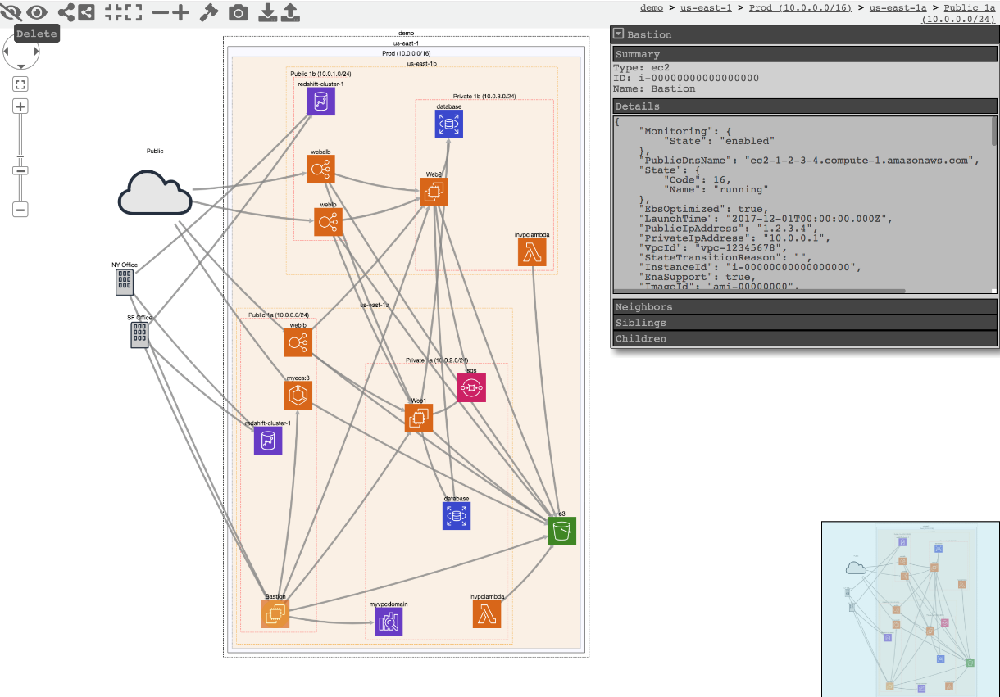 demo > us-east-1 > Prod (10.0.0.0/16) > us-east-1a > Public 1a
(10.0.0.0/24)
Delete
demo
us-east-1
Prod (10.0.0.0/16)
us-east-1b
Public 1b (10.0.1.0/24)
redshift-cluster-1
Private 1b (10.0.3.0/24)
database
Public
webalb
Web2
weblb
invpclambda
NY Office
us-east-1a
SF Office
Public 1a (10.0.0.0/24)
weblb
Private 1a (10.0.2.0/24)
sqs
myecs:3
Web1
redshift-cluster-1
database
s3
Bastion
myvpcdomain
invpclambda
Bastion
Summary
Type: ec2
ID: i-00000000000000000
Name: Bastion
Details
{
"Monitoring": {
"State": "enabled"
},
"PublicDnsName": "ec2-1-2-3-4.compute-1.amazonaws.com",
"State": {
"Code": 16,
"Name": "running"
},
"EbsOptimized": true,
"LaunchTime": "2017-12-01T00:00:00.000Z",
"PublicIpAddress": "1.2.3.4",
"PrivateIpAddress": "10.0.0.1",
"VpcId": "vpc-12345678",
"StateTransitionReason": "",
"InstanceId": "i-00000000000000000",
"EnaSupport": true,
"ImageId": "ami-00000000",
Neighbors
Siblings
Children